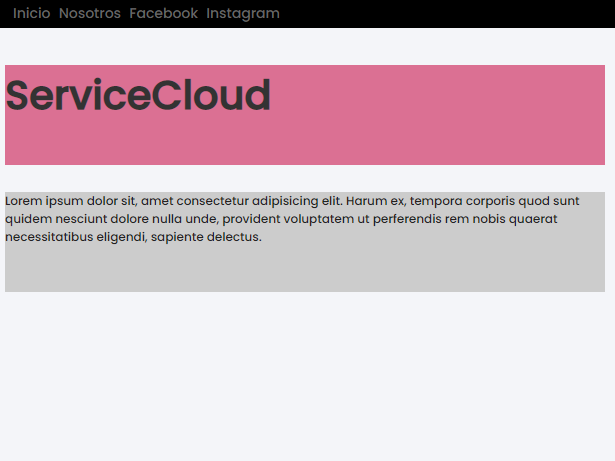 Inicio Nosotros Facebook Instagram
ServiceCloud
Lorem ipsum dolor sit, amet consectetur adipisicing elit. Harum ex, tempora corporis quod sunt
quidem nesciunt dolore nulla unde, provident voluptatem ut perferendis rem nobis quaerat
necessitatibus eligendi, sapiente delectus.